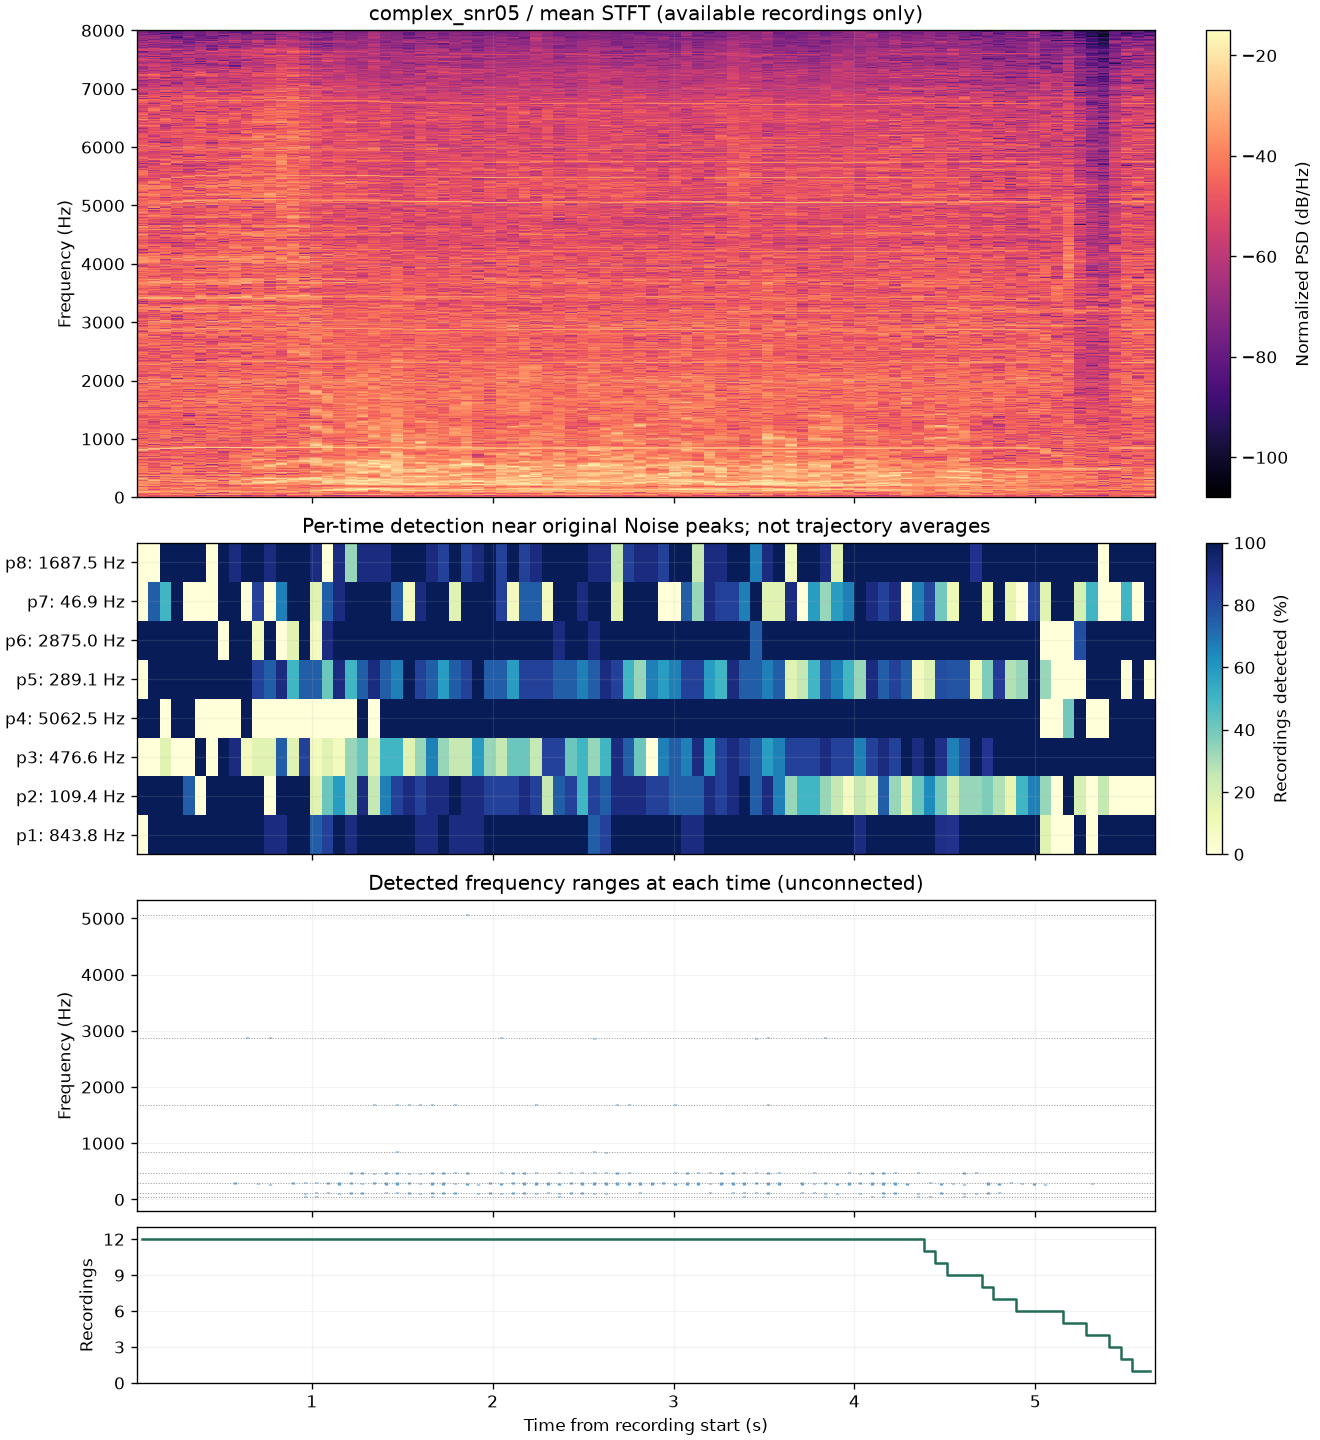 complex_snr05 / mean STFT (available recordings only)
8000
7000
6000
5000
4000
3000
2000
1000
0
Frequency (Hz)
−20
−40
−60
−80
−100
Normalized PSD (dB/Hz)
Per-time detection near original Noise peaks; not trajectory averages
p8: 1687.5 Hz
p7: 46.9 Hz
p6: 2875.0 Hz
p5: 289.1 Hz
p4: 5062.5 Hz
p3: 476.6 Hz
p2: 109.4 Hz
p1: 843.8 Hz
100
80
60
40
20
0
Recordings detected (%)
Detected frequency ranges at each time (unconnected)
5000
4000
3000
2000
1000
0
Frequency (Hz)
12
9
6
3
0
Recordings
1 2 3 4 5
Time from recording start (s)